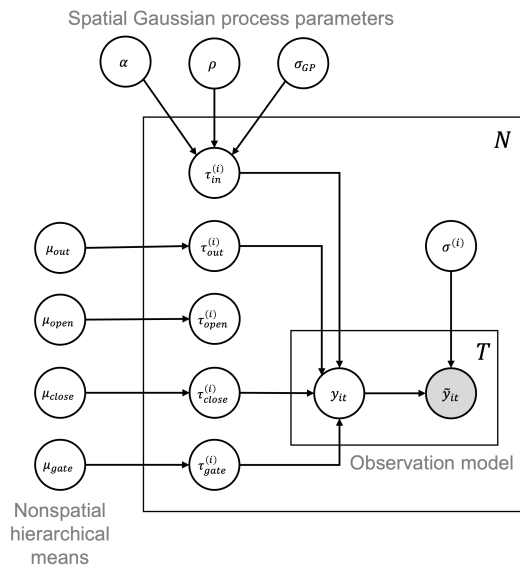 Spatial Gaussian process parameters
α ρ σ_GP
N
τ_in^(i)
μ_out τ_out^(i) σ^(i)
μ_open τ_open^(i)
T
μ_close τ_close^(i) y_it ỹ_it
μ_gate τ_gate^(i)
Observation model
Nonspatial
hierarchical
means